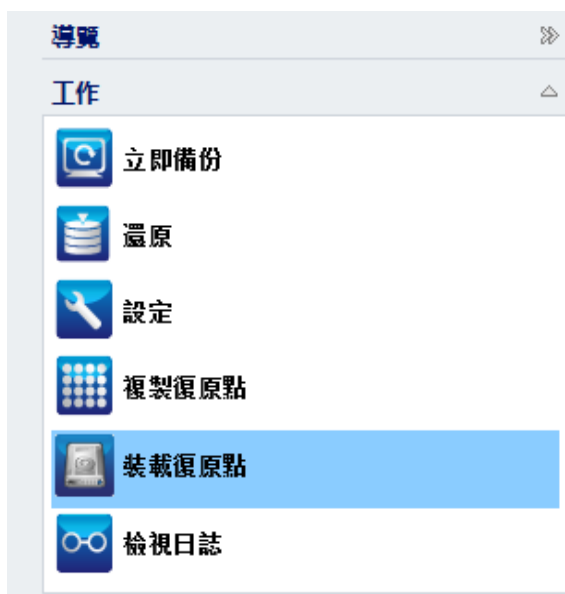 導覽
工作
立即備份
還原
設定
複製復原點
裝載復原點
檢視日誌